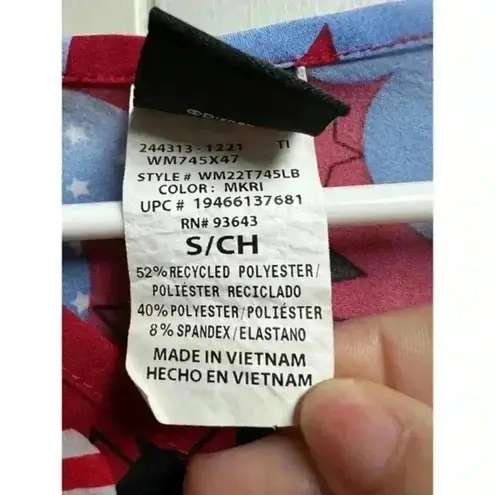 244313 - 1221 TI
WM745X47
STYLE # WM22T745LB
COLOR : MKRI
UPC # 19466137681
RN# 93643
S/CH
52% RECYCLED POLYESTER/
POLIÉSTER RECICLADO
40% POLYESTER/POLIÉSTER
8% SPANDEX/ELASTANO
MADE IN VIETNAM
HECHO EN VIETNAM